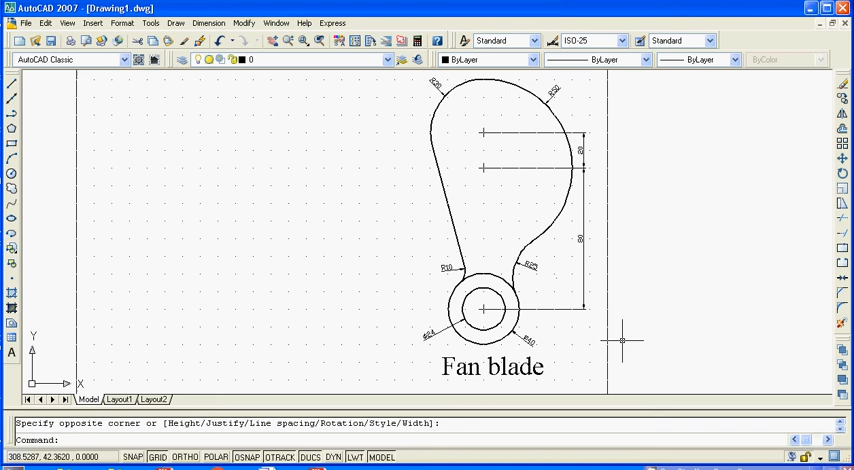 AutoCAD 2007 - [Drawing1.dwg]
File Edit View Insert Format Tools Draw Dimension Modify Window Help Express
Standard ISO-25 Standard
AutoCAD Classic 0 ByLayer ByLayer ByLayer ByColor
R30
R50
20
80
R10
R25
Φ24
Φ40
Fan blade
Y
X
A
Model Layout1 Layout2
Specify opposite corner or [Height/Justify/Line spacing/Rotation/Style/Width]:
Command:
308.5287, 42.3620, 0.0000 SNAP GRID ORTHO POLAR OSNAP OTRACK DUCS DYN LWT MODEL